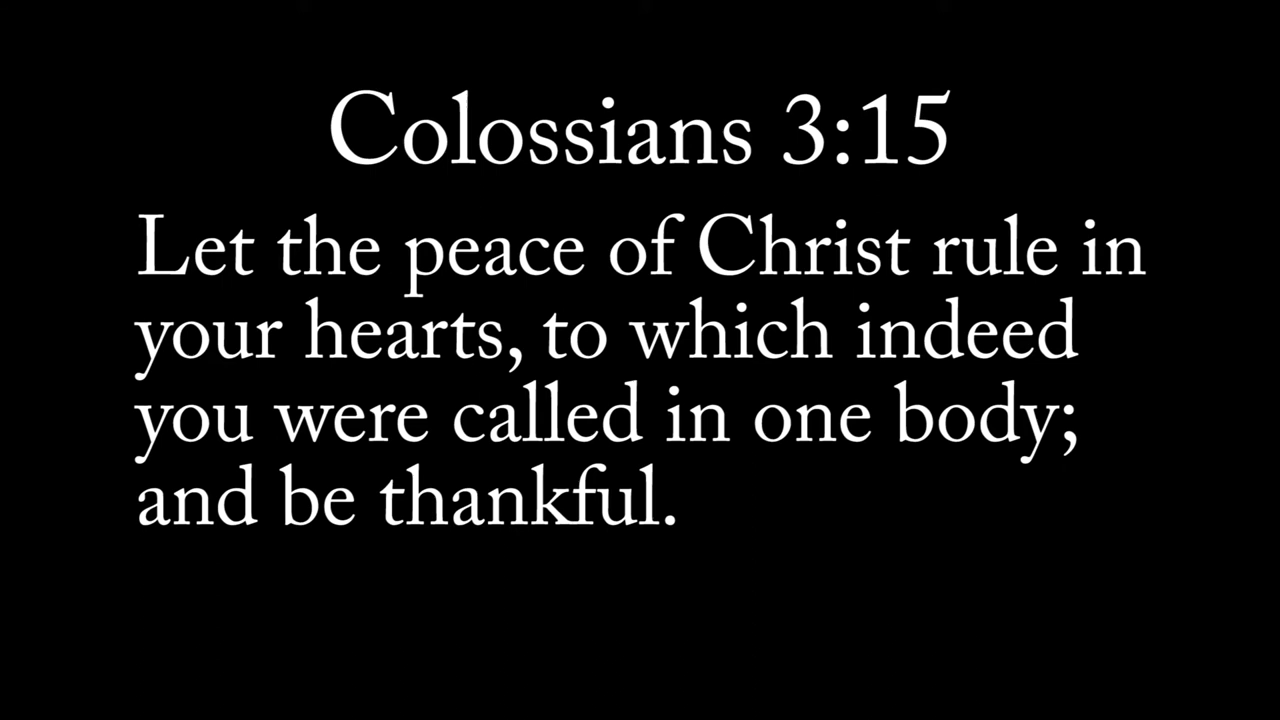 Colossians 3:15
Let the peace of Christ rule in
your hearts, to which indeed
you were called in one body;
and be thankful.